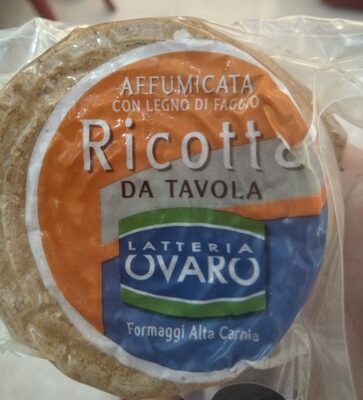 AFFUMICATA
CON LEGNO DI FAGGIO
Ricotta
DA TAVOLA
LATTERIA
OVARO
Formaggi Alta Carnia